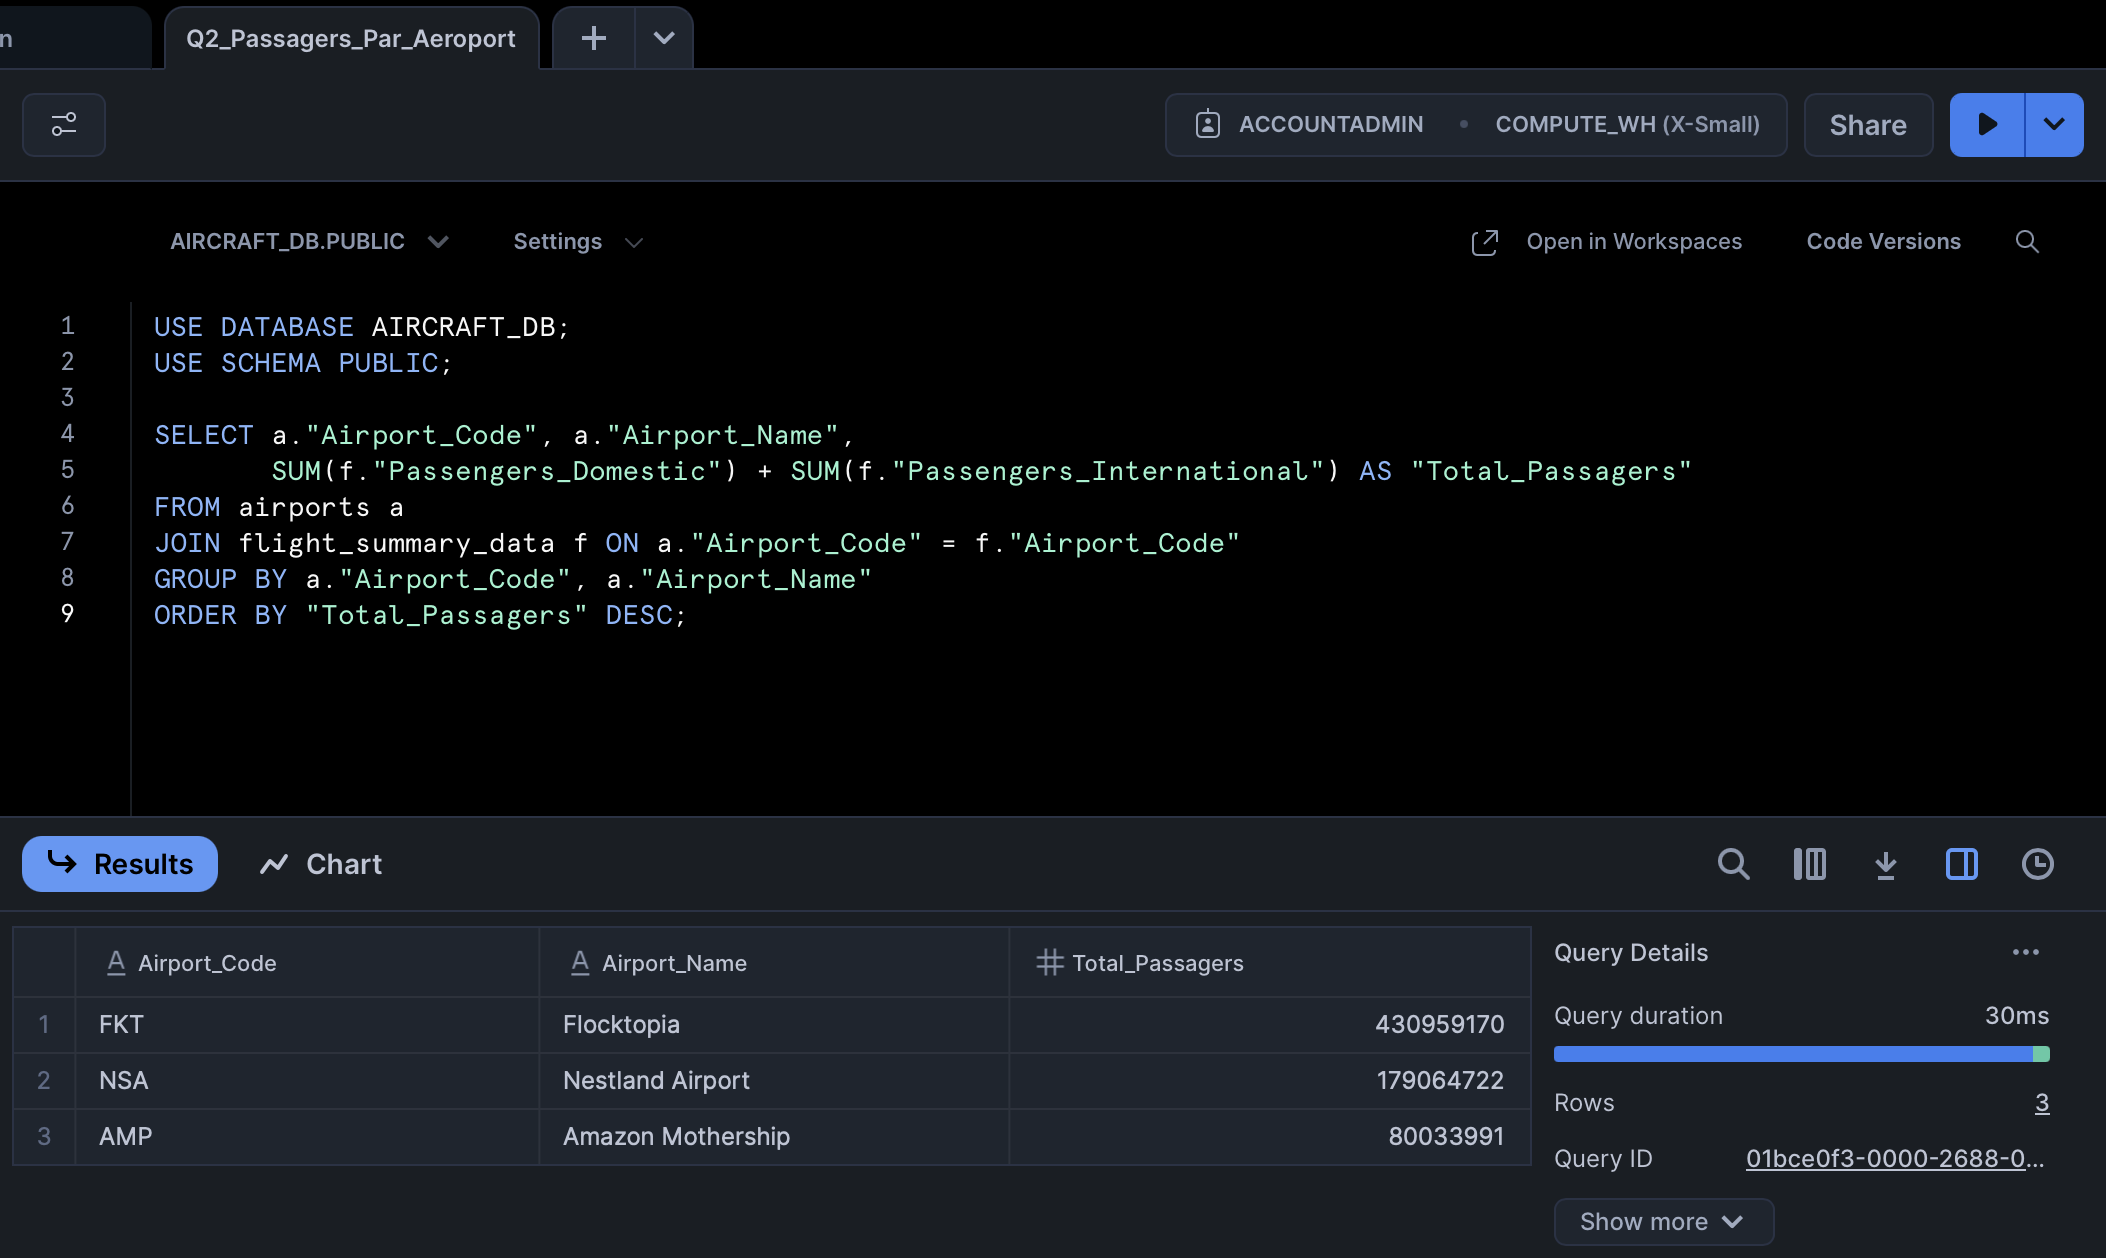 n
Q2_Passagers_Par_Aeroport
ACCOUNTADMIN • COMPUTE_WH (X-Small)
Share
AIRCRAFT_DB.PUBLIC
Settings
Open in Workspaces
Code Versions
1 USE DATABASE AIRCRAFT_DB;
2 USE SCHEMA PUBLIC;
3
4 SELECT a."Airport_Code", a."Airport_Name",
5 SUM(f."Passengers_Domestic") + SUM(f."Passengers_International") AS "Total_Passagers"
6 FROM airports a
7 JOIN flight_summary_data f ON a."Airport_Code" = f."Airport_Code"
8 GROUP BY a."Airport_Code", a."Airport_Name"
9 ORDER BY "Total_Passagers" DESC;
Results
Chart
A Airport_Code A Airport_Name # Total_Passagers
1 FKT Flocktopia 430959170
2 NSA Nestland Airport 179064722
3 AMP Amazon Mothership 80033991
Query Details ...
Query duration 30ms
Rows 3
Query ID 01bce0f3-0000-2688-0...
Show more